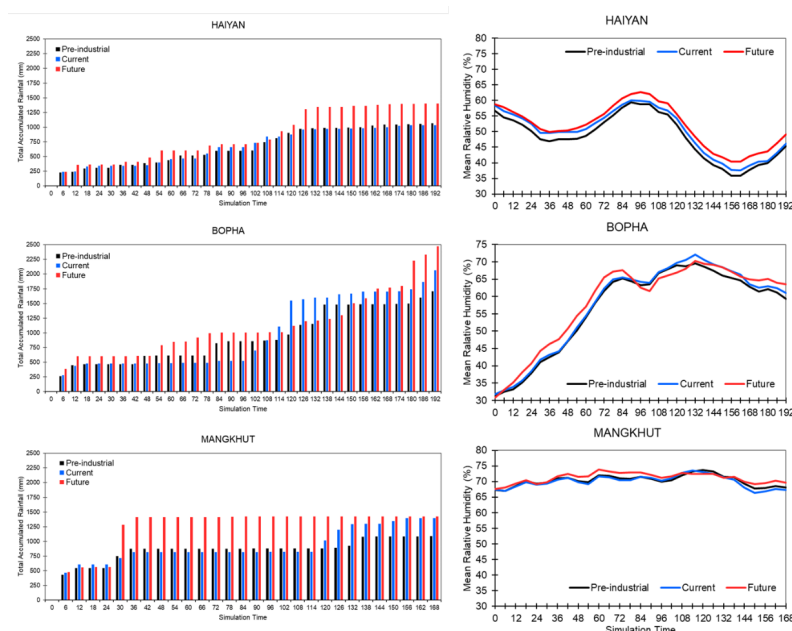 HAIYAN
Total Accumulated Rainfall (mm)
2500
2250
2000
1750
1500
1250
1000
750
500
250
0
Pre-industrial
Current
Future
0 6 12 18 24 30 36 42 48 54 60 66 72 78 84 90 96 102 108 114 120 126 132 138 144 150 156 162 168 174 180 186 192
Simulation Time
HAIYAN
Mean Ralative Humidity (%)
80
75
70
65
60
55
50
45
40
35
30
Pre-industrial Current Future
0 12 24 36 48 60 72 84 96 108 120 132 144 156 168 180 192
BOPHA
Total Accumulated Rainfall (mm)
2500
2250
2000
1750
1500
1250
1000
750
500
250
0
Pre-industrial
Current
Future
0 6 12 18 24 30 36 42 48 54 60 66 72 78 84 90 96 102 108 114 120 126 132 138 144 150 156 162 168 174 180 186 192
Simulation Time
BOPHA
Mean Ralative Humidity (%)
75
70
65
60
55
50
45
40
35
30
Pre-industrial Current Future
0 12 24 36 48 60 72 84 96 108 120 132 144 156 168 180 192
MANGKHUT
Total Accumulated Rainfall (mm)
2500
2250
2000
1750
1500
1250
1000
750
500
250
0
Pre-industrial
Current
Future
0 6 12 18 24 30 36 42 48 54 60 66 72 78 84 90 96 102 108 114 120 126 132 138 144 150 156 162 168
Simulation Time
MANGKHUT
Mean Ralative Humidity (%)
80
75
70
65
60
55
50
45
40
35
30
Pre-industrial Current Future
0 12 24 36 48 60 72 84 96 108 120 132 144 156 168
Simulation Time